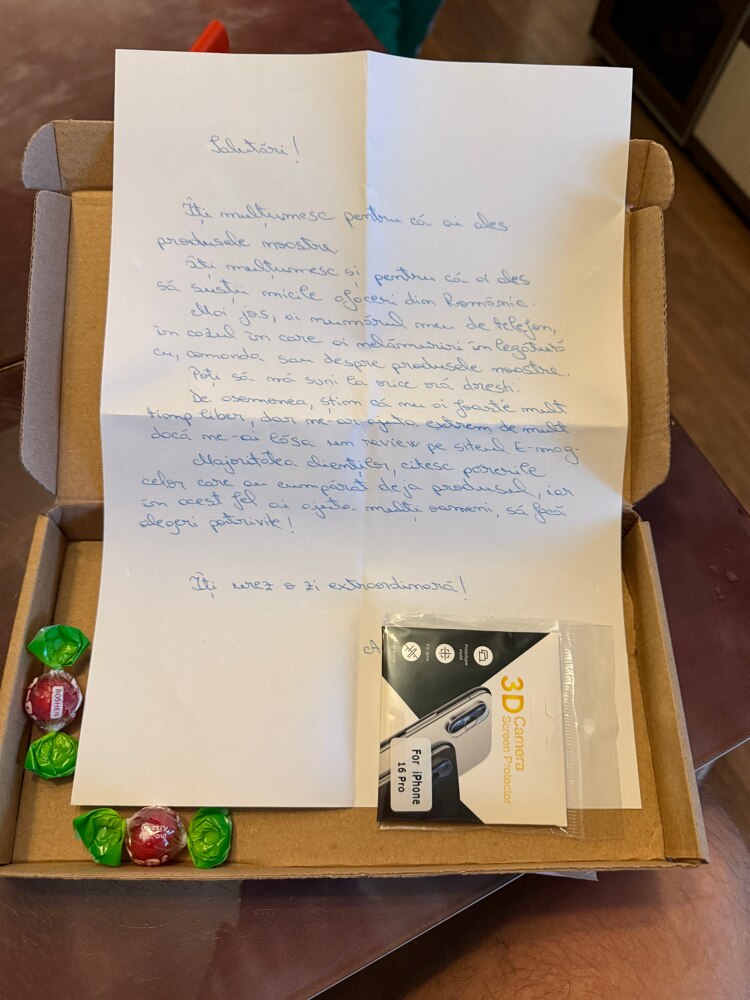 Salutări!
Îți mulțumesc pentru că ai ales
produsele noastre.
Îți mulțumesc și pentru că ai ales
să susții micile afaceri din România.
Mai jos, ai numărul meu de telefon,
în cazul în care ai nelămuriri în legătură
cu, comanda sau despre produsele noastre.
Poți să mă suni la orice oră dorești.
De asemenea, știm că nu ai foarte mult
timp liber, dar ne-ar ajuta extrem de mult
dacă ne-ai lăsa un review pe siteul E-mag.
Majoritatea clienților, citesc părerile
celor care au cumpărat deja produsul, iar
în acest fel ai ajuta mulți oameni, să facă
alegeri potrivite!
Îți urez o zi extraordinară!
3D Camera
Screen Protector
For iPhone
16 Pro
ROSHEN